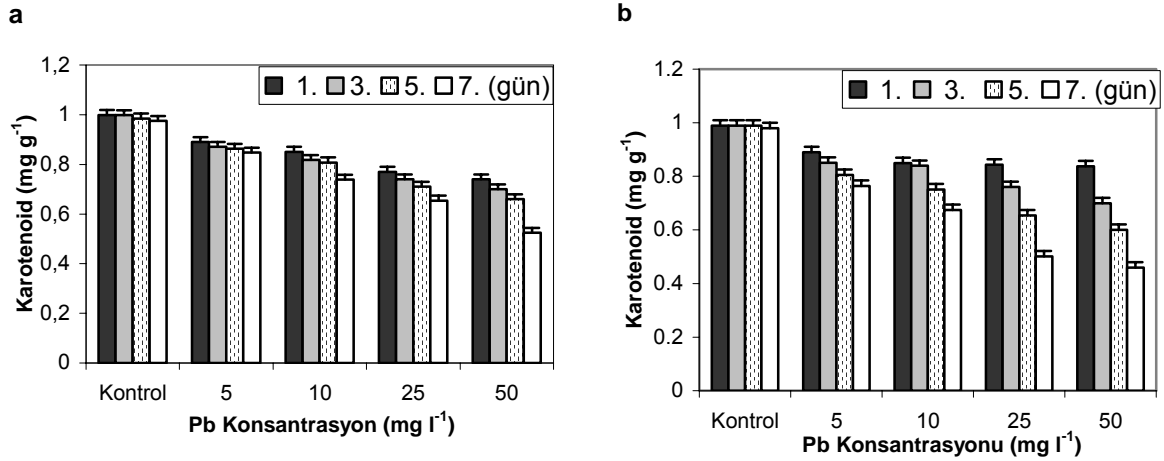 a
1,2
1
0,8
0,6
0,4
0,2
0
Karotenoid (mg g-1)
1. 3. 5. 7. (gün)
Kontrol 5 10 25 50
Pb Konsantrasyon (mg l-1)
b
1.2
1
0.8
0.6
0.4
0.2
0
Karotenoid (mg g-1)
1. 3. 5. 7. (gün)
Kontrol 5 10 25 50
Pb Konsantrasyonu (mg l-1)